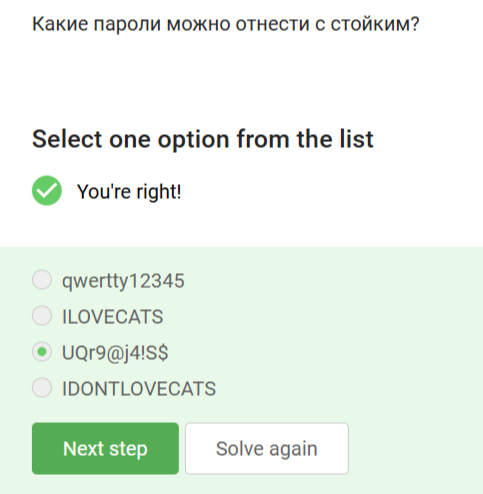 Какие пароли можно отнести с стойким?
Select one option from the list
You're right!
qwertty12345
ILOVECATS
UQr9@j4!S$
IDONTLOVECATS
Next step
Solve again